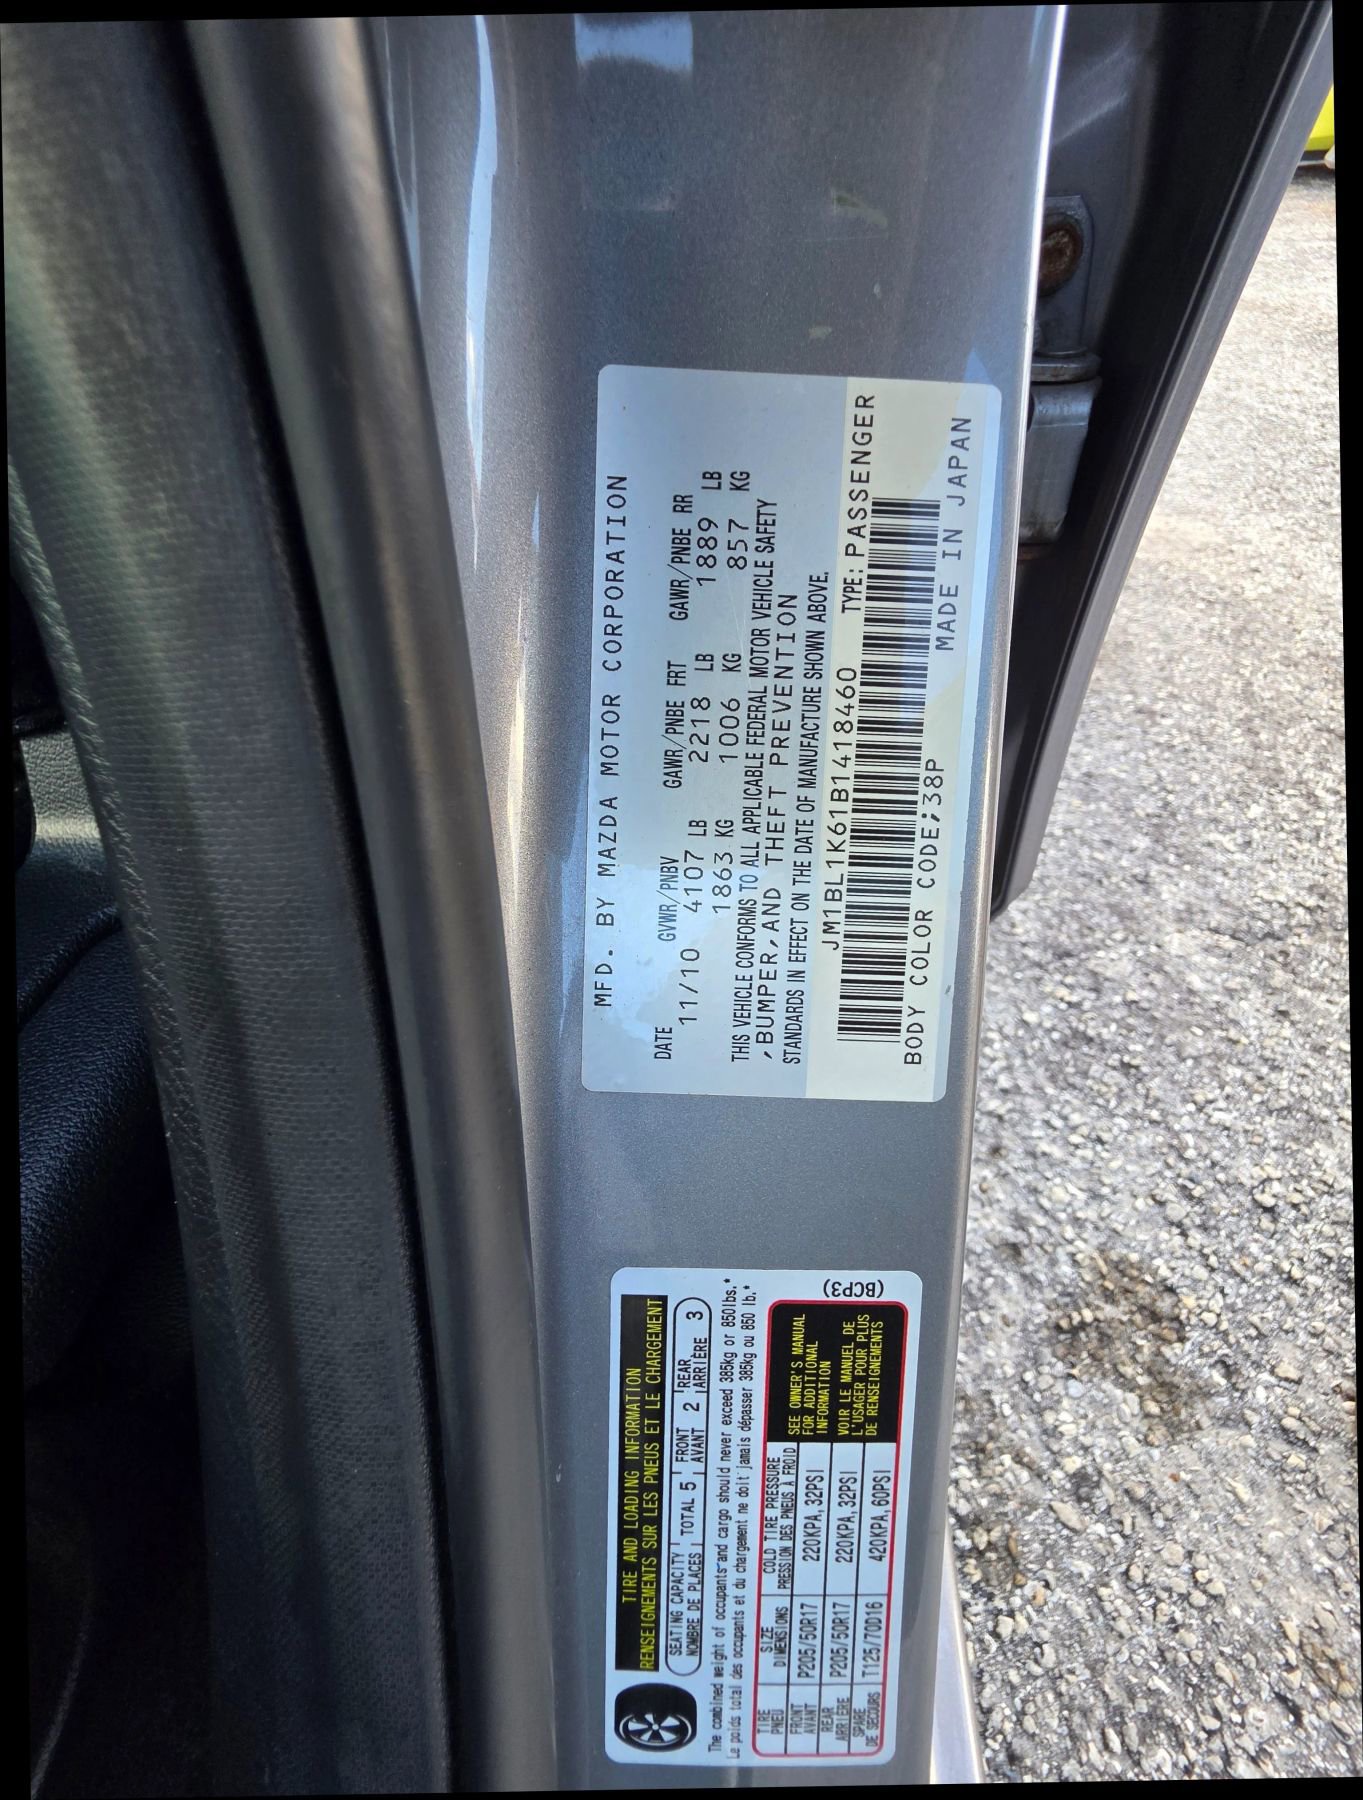 MFD. BY MAZDA MOTOR CORPORATION
DATE GVWR/PNBV GAWR/PNBE FRT GAWR/PNBE RR
11/10 4107 LB 2218 LB 1889 LB
1863 KG 1006 KG 857 KG
THIS VEHICLE CONFORMS TO ALL APPLICABLE FEDERAL MOTOR VEHICLE SAFETY
,BUMPER,AND THEFT PREVENTION
STANDARDS IN EFFECT ON THE DATE OF MANUFACTURE SHOWN ABOVE.
JM1BL1K61B1418460 TYPE:PASSENGER
BODY COLOR CODE;38P MADE IN JAPAN
TIRE AND LOADING INFORMATION
RENSEIGNEMENTS SUR LES PNEUS ET LE CHARGEMENT
SEATING CAPACITY TOTAL 5 FRONT 2 REAR 3
NOMBRE DE PLACES AVANT ARRIÈRE
The combined weight of occupants and cargo should never exceed 385kg or 850lbs.*
Le poids total des occupants et du chargement ne doit jamais dépasser 385kg ou 850 lb.*
TIRE SIZE COLD TIRE PRESSURE
PNEU DIMENSIONS PRESSION DES PNEUS À FROID
FRONT AVANT P205/50R17 220KPA,32PSI
REAR ARRIÈRE P205/50R17 220KPA,32PSI
SPARE DE SECOURS T125/70D16 420KPA,60PSI
SEE OWNER'S MANUAL
FOR ADDITIONAL
INFORMATION
VOIR LE MANUEL DE
L'USAGER POUR PLUS
DE RENSEIGNEMENTS
(BCP3)